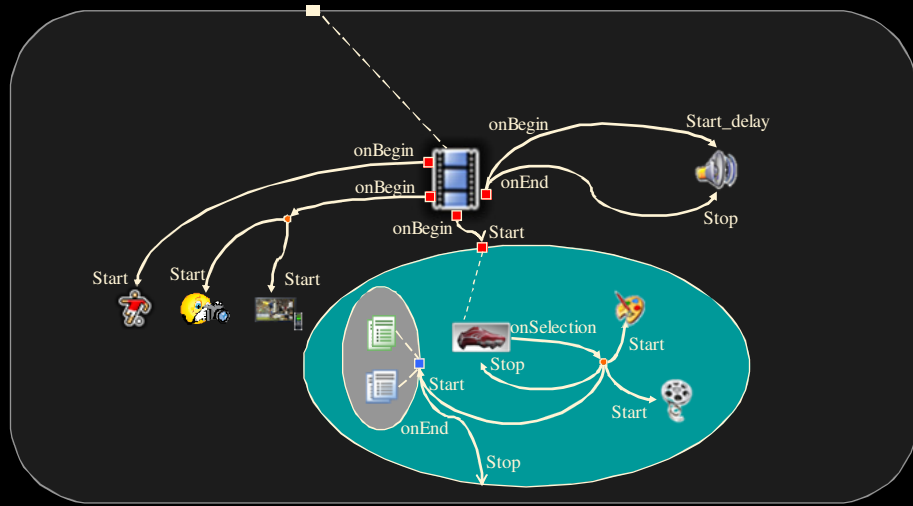 Start_delay
onBegin
onBegin
onEnd
onBegin
Stop
onBegin
Start
Start
Start
Start
onSelection
Start
Stop
Start
Start
onEnd
Stop